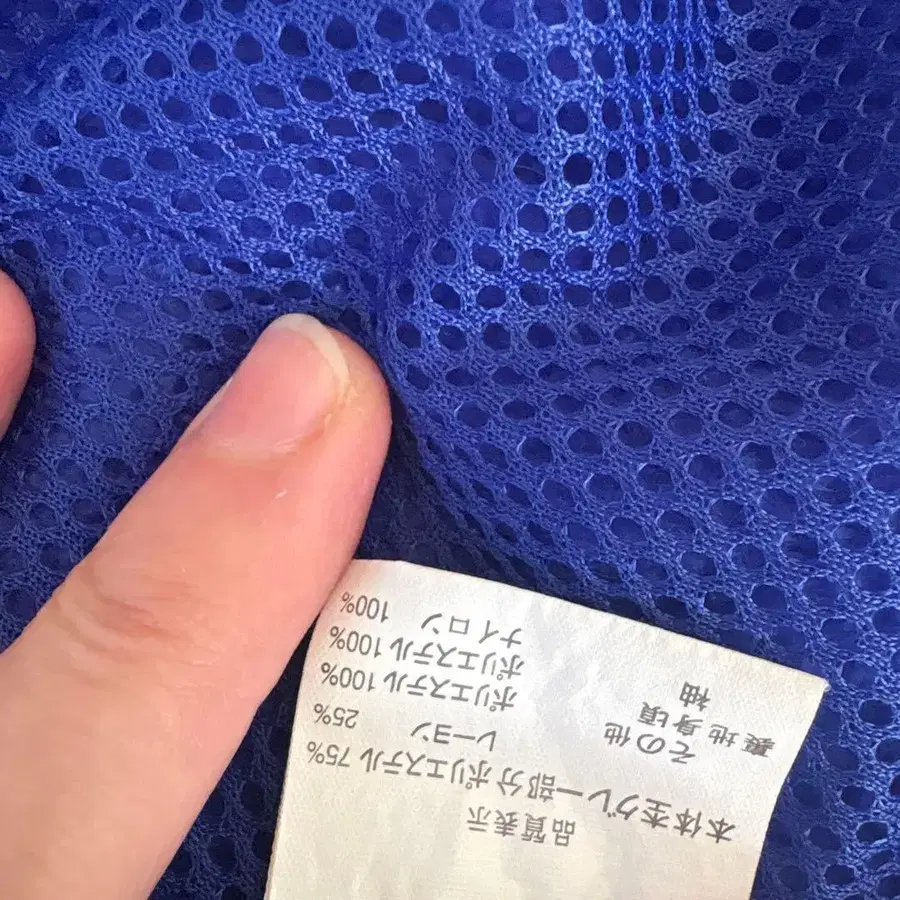 品質表示
本体杢グレー部分 ポリエステル 75%
レーヨン 25%
その他 ポリエステル 100%
裏地身頃 ポリエステル 100%
袖 ナイロン 100%